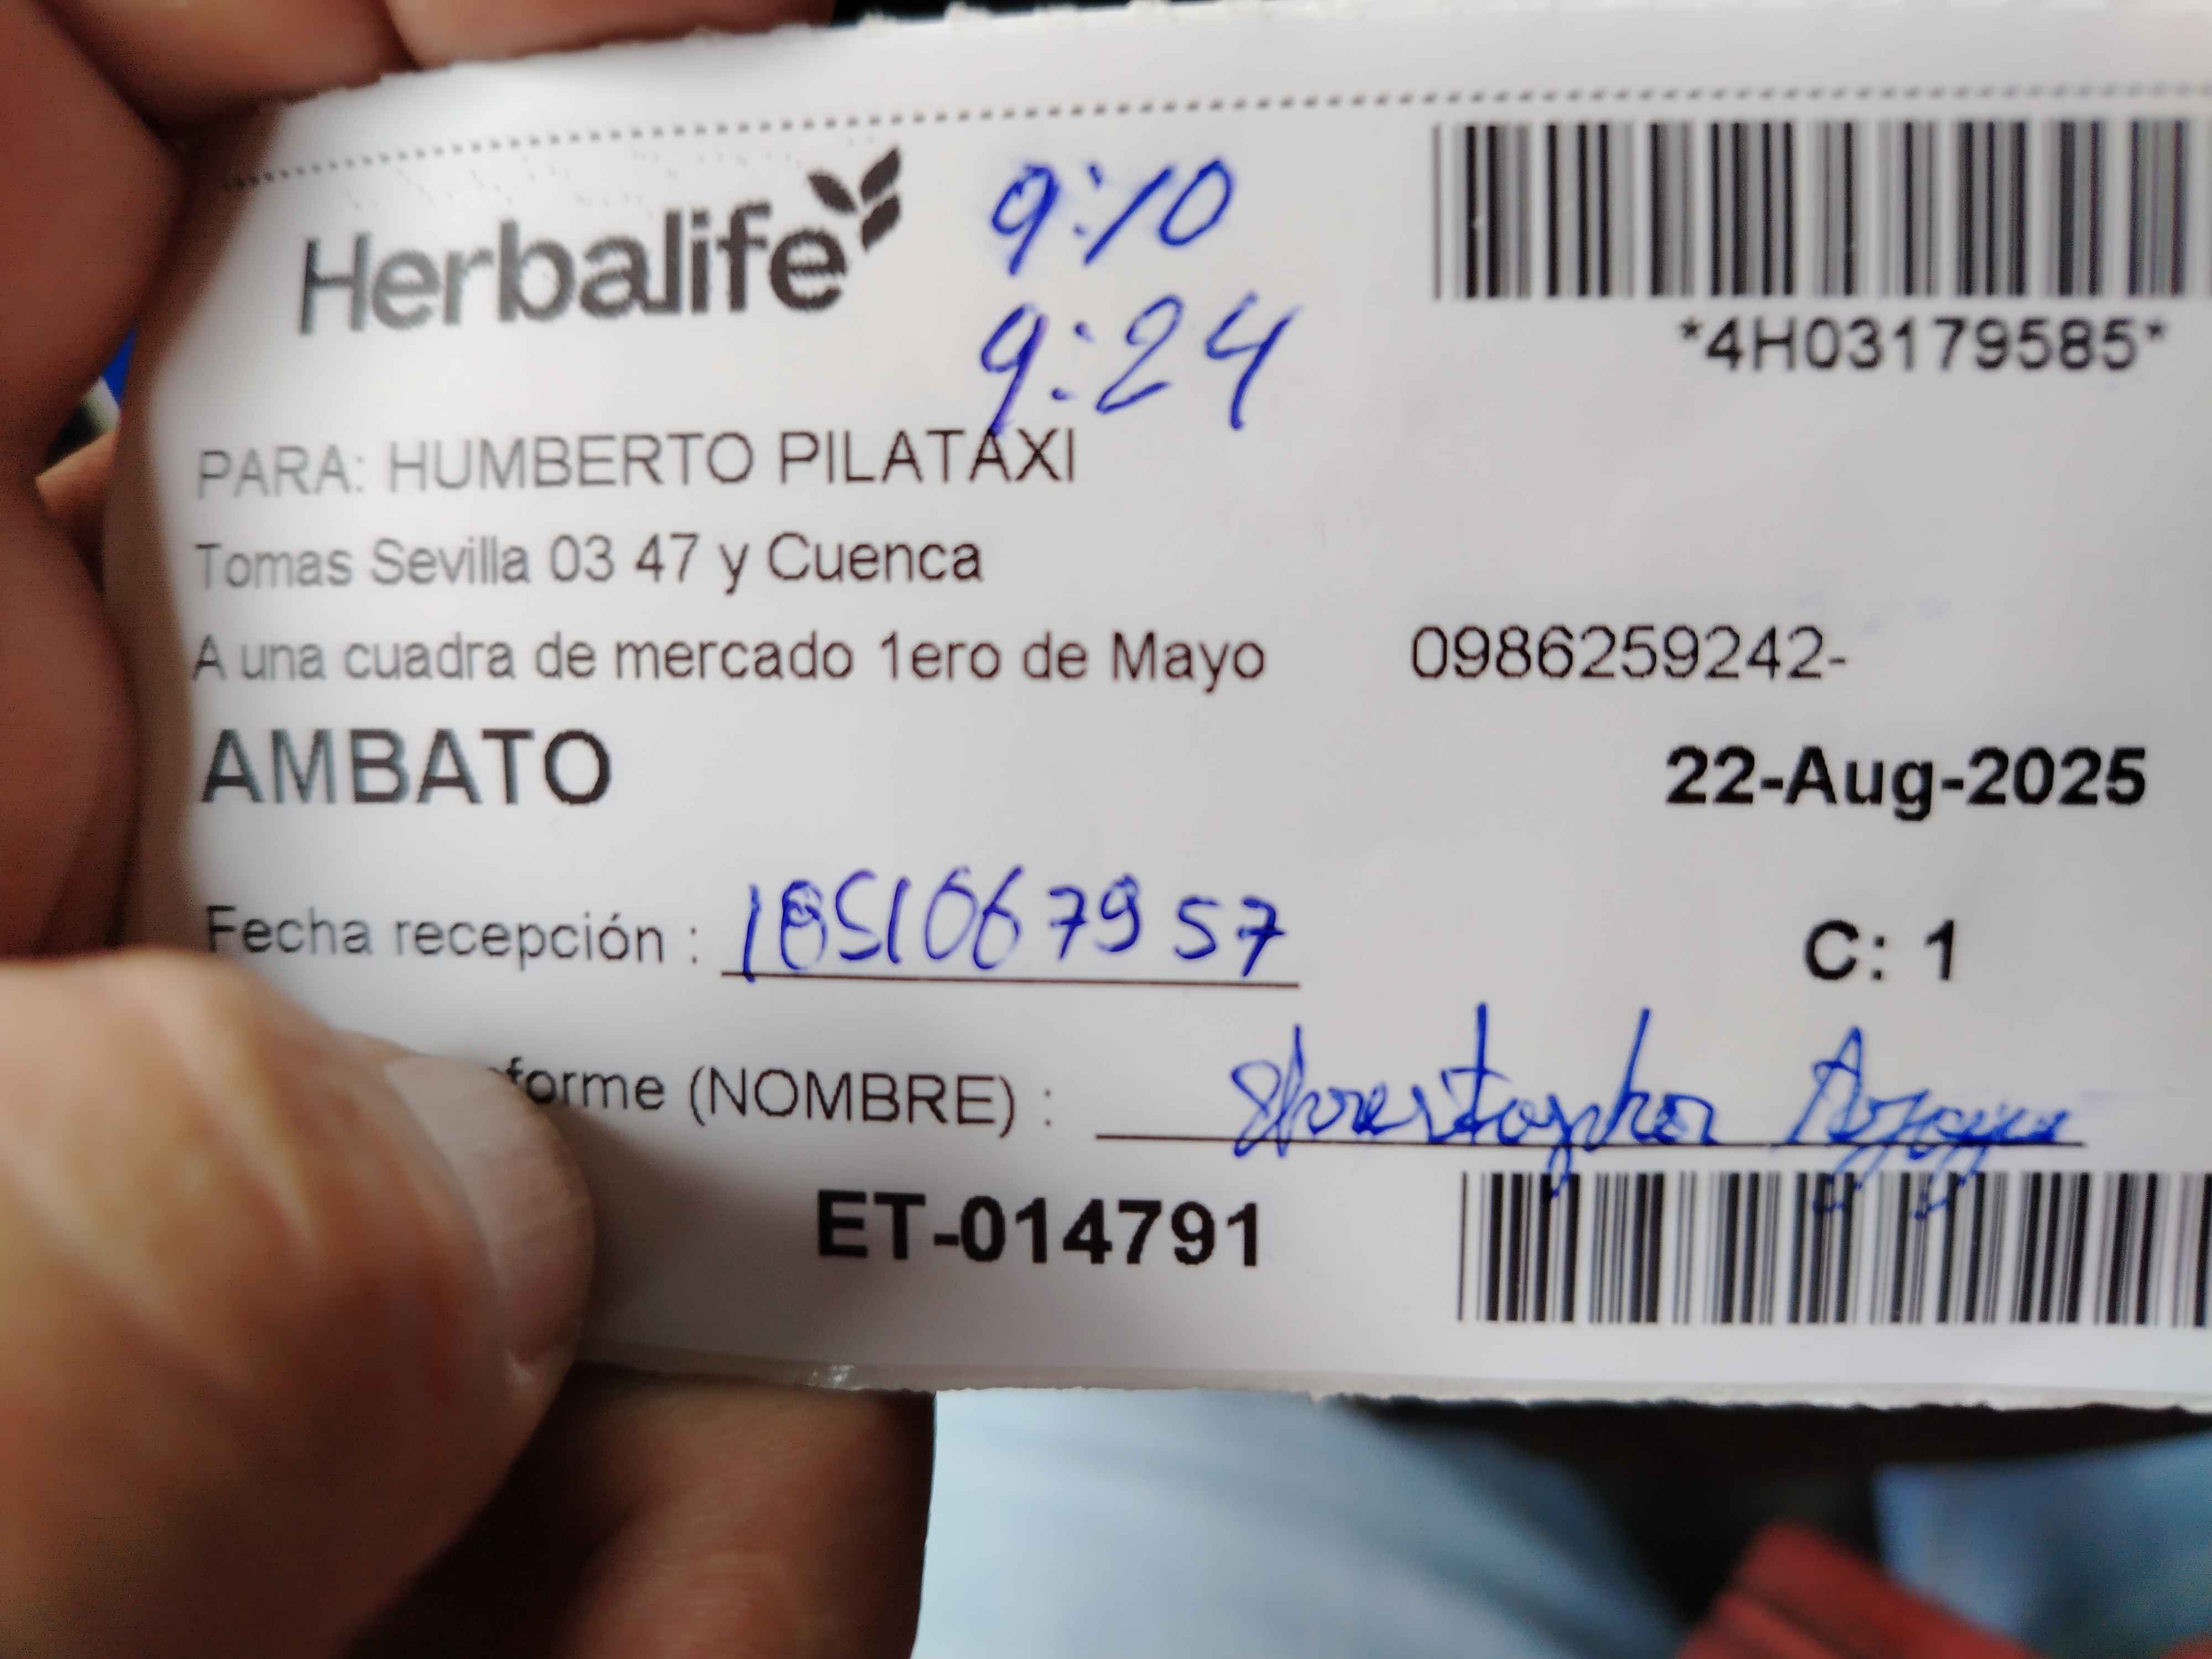 Herbalife
9:10
9:24
*4H03179585*
PARA: HUMBERTO PILATAXI
Tomas Sevilla 03 47 y Cuenca
A una cuadra de mercado 1ero de Mayo 0986259242-
AMBATO
22-Aug-2025
Fecha recepción : 1851067957
C: 1
forme (NOMBRE) :
ET-014791